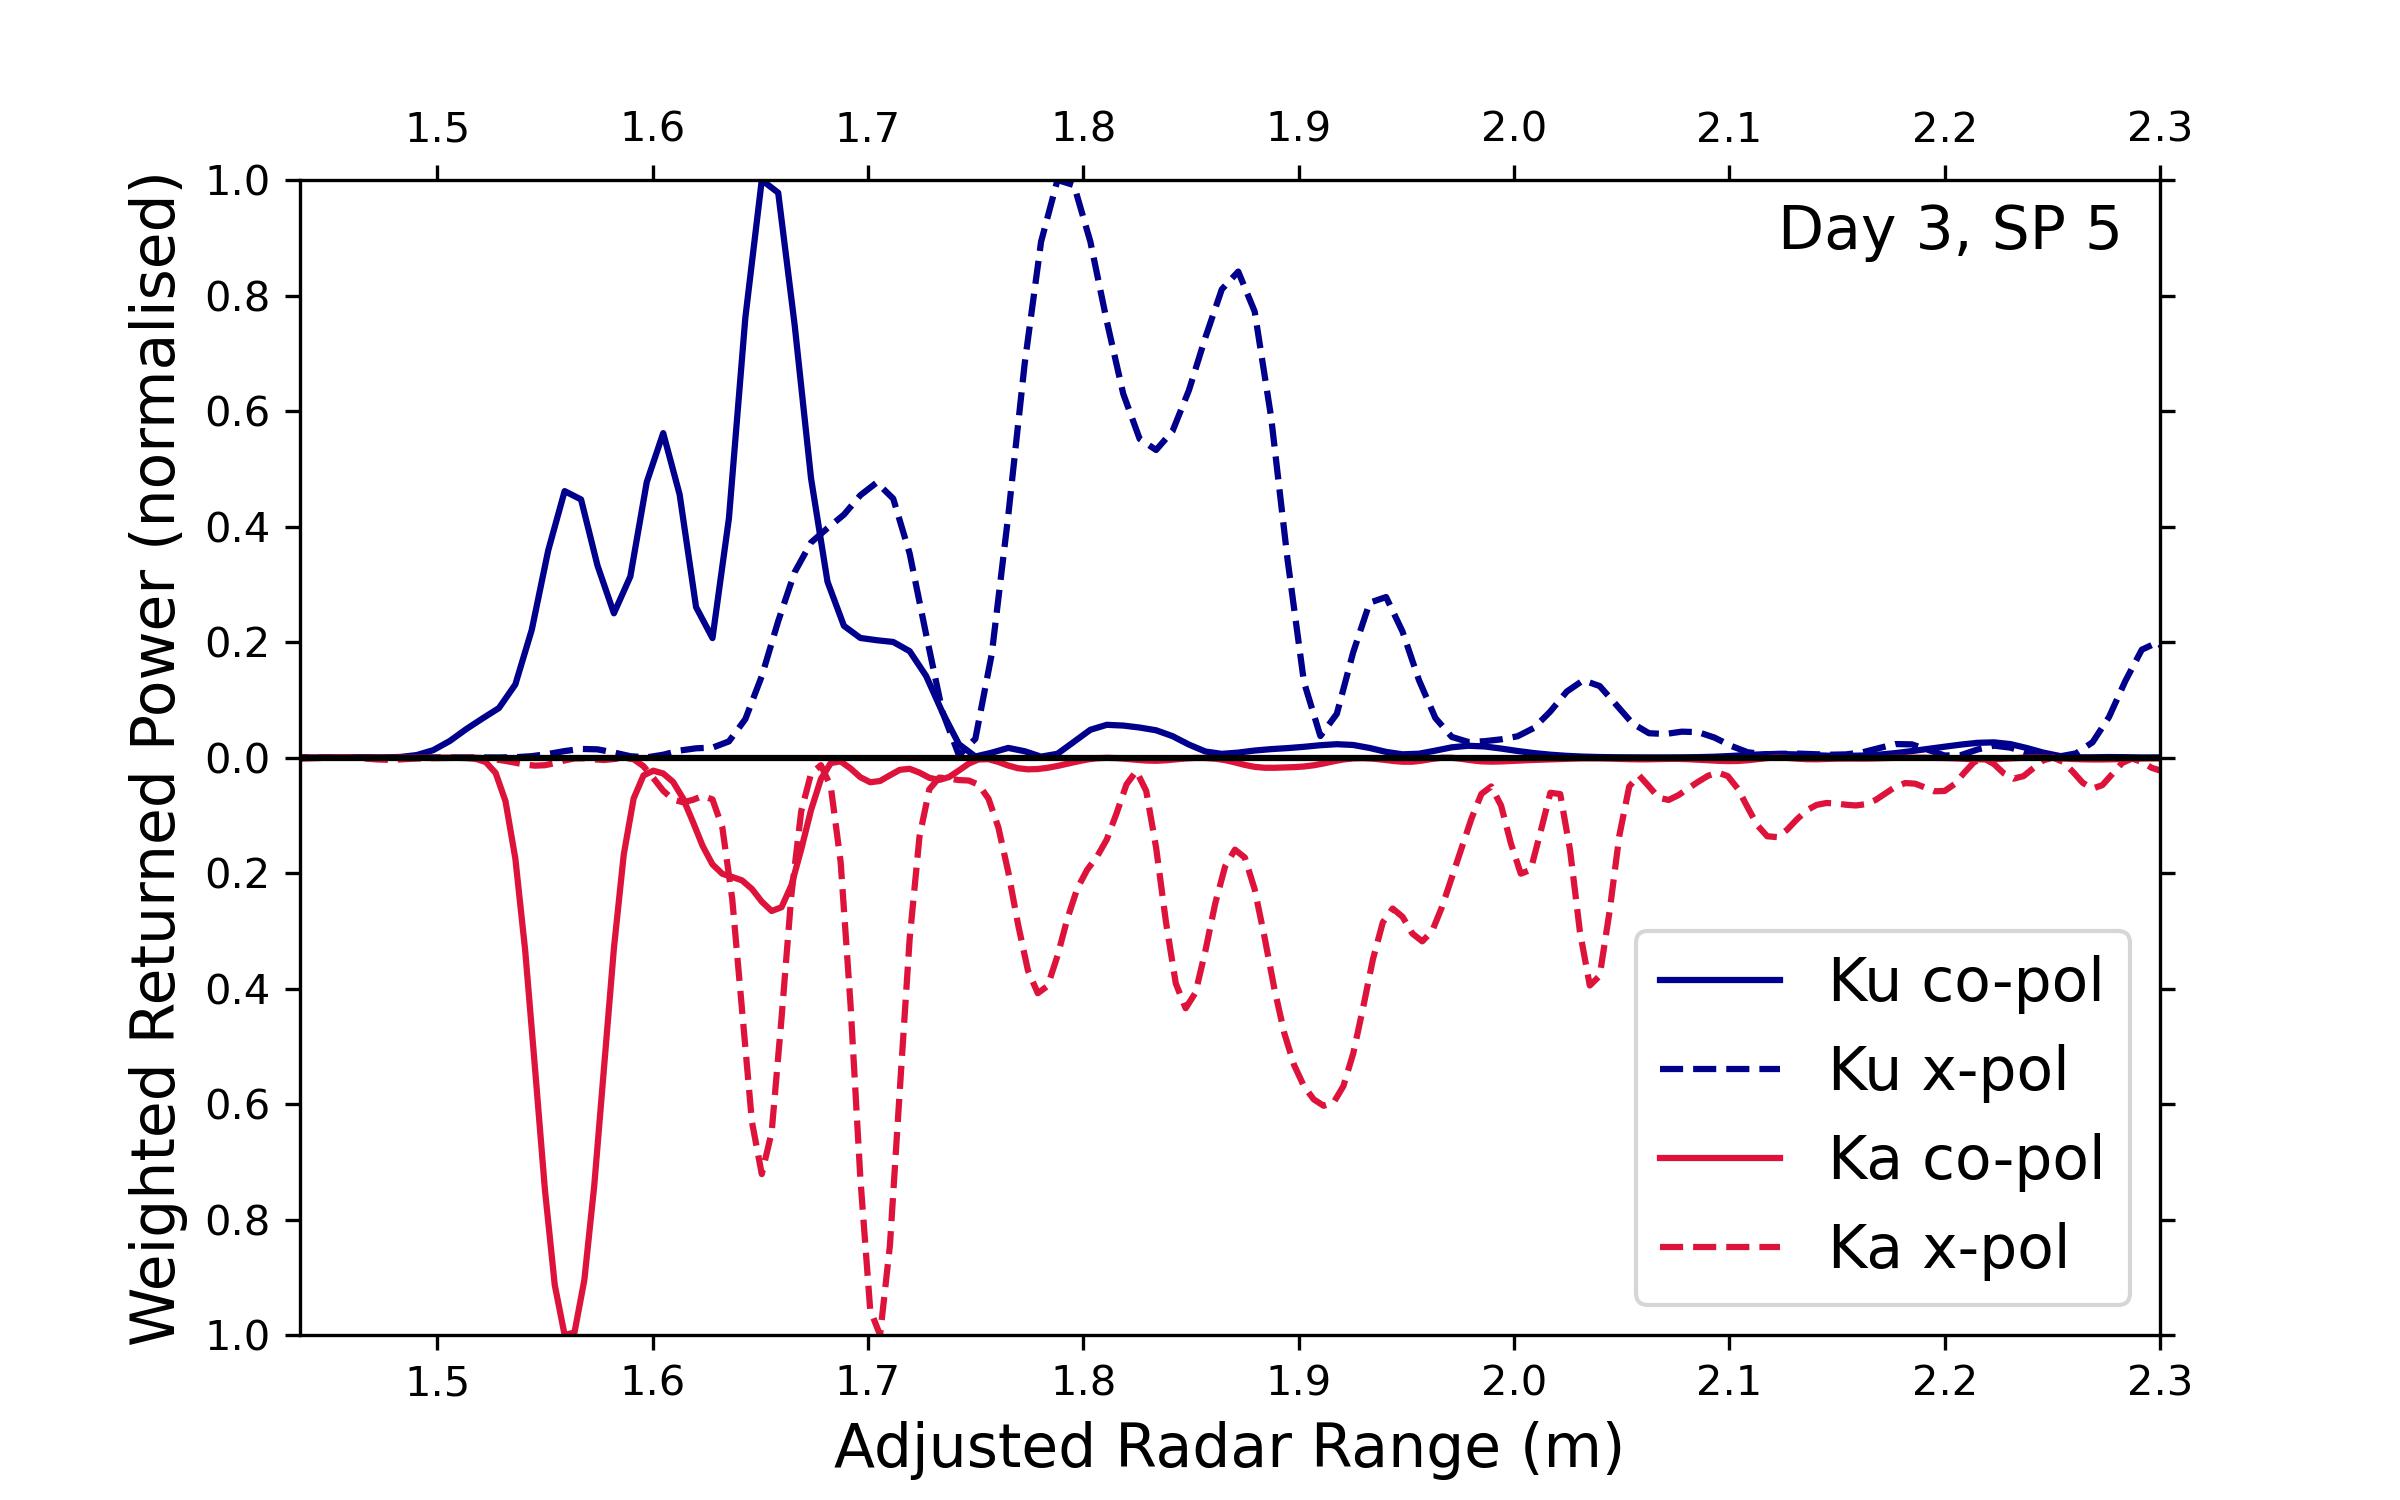 1.5 1.6 1.7 1.8 1.9 2.0 2.1 2.2 2.3
Weighted Returned Power (normalised)
1.0
0.8
0.6
0.4
0.2
0.0
0.2
0.4
0.6
0.8
1.0
Day 3, SP 5
Ku co-pol
Ku x-pol
Ka co-pol
Ka x-pol
1.5 1.6 1.7 1.8 1.9 2.0 2.1 2.2 2.3
Adjusted Radar Range (m)